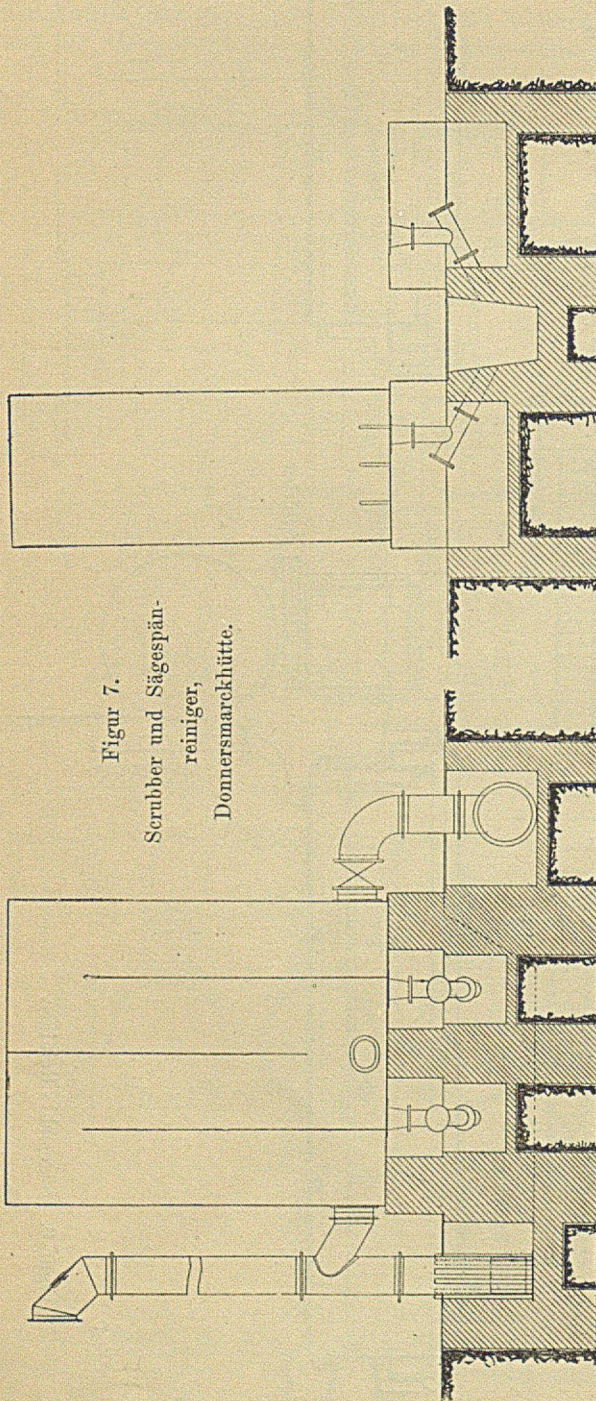 Figur 7.
Scrubber und Sägespän-
reiniger,
Donnersmarckhütte.